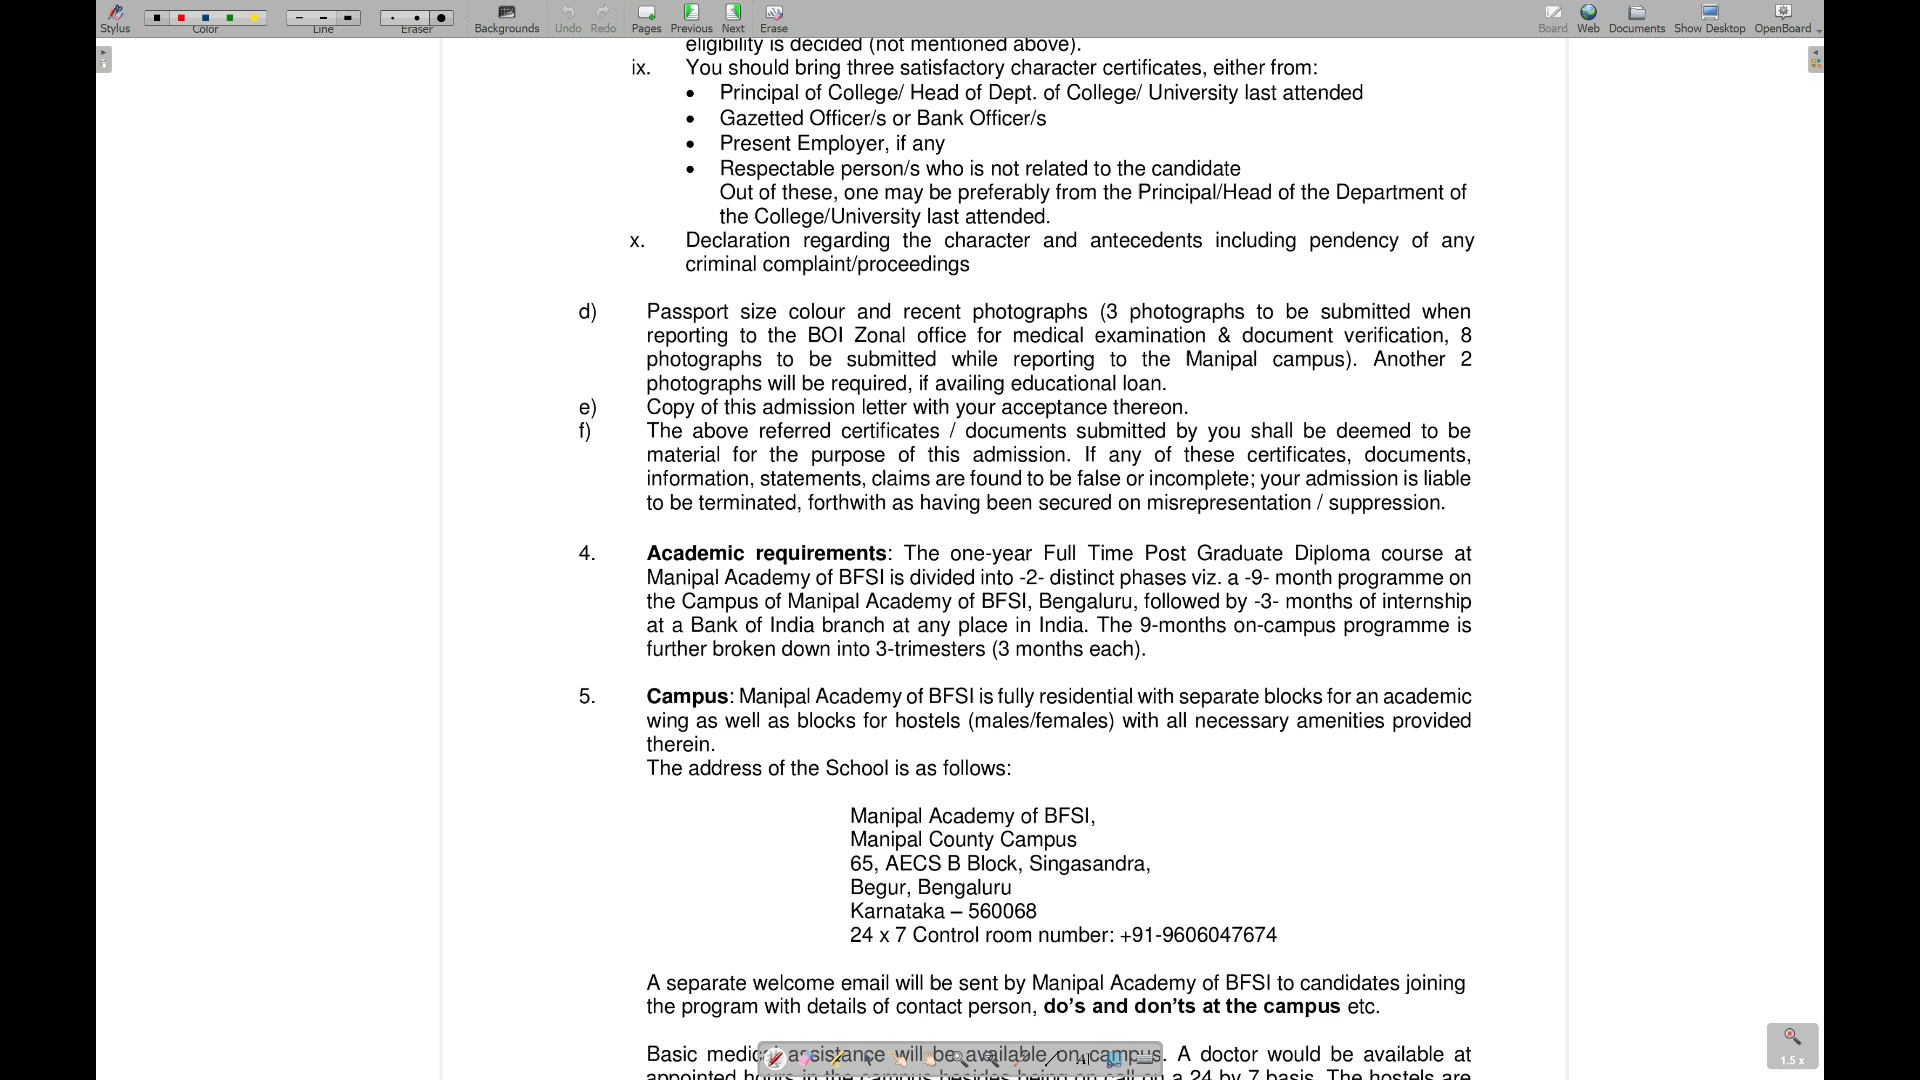 Stylus Color Line Eraser Backgrounds Undo Redo Pages Previous Next Erase Board Web Documents Show Desktop OpenBoard
eligibility is decided (not mentioned above).
ix. You should bring three satisfactory character certificates, either from:
• Principal of College/ Head of Dept. of College/ University last attended
• Gazetted Officer/s or Bank Officer/s
• Present Employer, if any
• Respectable person/s who is not related to the candidate
Out of these, one may be preferably from the Principal/Head of the Department of
the College/University last attended.
x. Declaration regarding the character and antecedents including pendency of any
criminal complaint/proceedings
d) Passport size colour and recent photographs (3 photographs to be submitted when
reporting to the BOI Zonal office for medical examination & document verification, 8
photographs to be submitted while reporting to the Manipal campus). Another 2
photographs will be required, if availing educational loan.
e) Copy of this admission letter with your acceptance thereon.
f) The above referred certificates / documents submitted by you shall be deemed to be
material for the purpose of this admission. If any of these certificates, documents,
information, statements, claims are found to be false or incomplete; your admission is liable
to be terminated, forthwith as having been secured on misrepresentation / suppression.
4. Academic requirements: The one-year Full Time Post Graduate Diploma course at
Manipal Academy of BFSI is divided into -2- distinct phases viz. a -9- month programme on
the Campus of Manipal Academy of BFSI, Bengaluru, followed by -3- months of internship
at a Bank of India branch at any place in India. The 9-months on-campus programme is
further broken down into 3-trimesters (3 months each).
5. Campus: Manipal Academy of BFSI is fully residential with separate blocks for an academic
wing as well as blocks for hostels (males/females) with all necessary amenities provided
therein.
The address of the School is as follows:
Manipal Academy of BFSI,
Manipal County Campus
65, AECS B Block, Singasandra,
Begur, Bengaluru
Karnataka – 560068
24 x 7 Control room number: +91-9606047674
A separate welcome email will be sent by Manipal Academy of BFSI to candidates joining
the program with details of contact person, do's and don'ts at the campus etc.
Basic medical assistance will be available on campus. A doctor would be available at
appointed hours in the campus besides being on call on a 24 by 7 basis. The hostels are
1.5 x